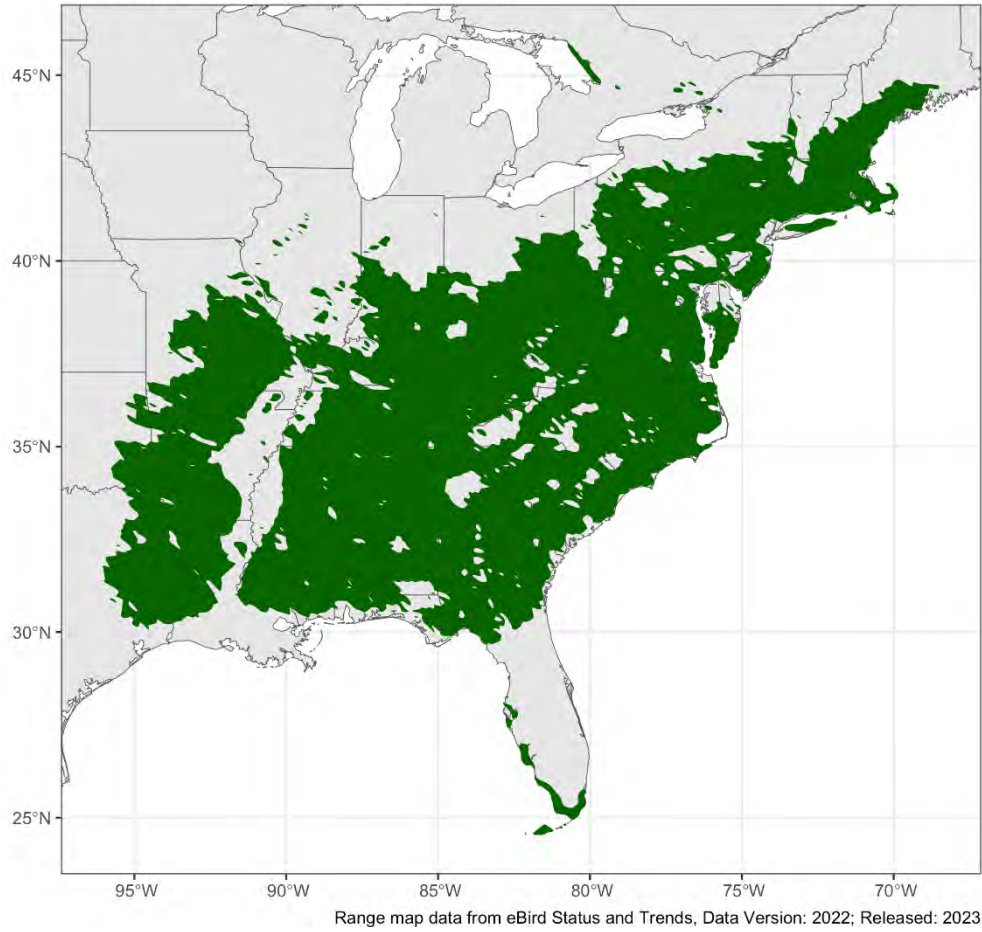 45°N
40°N
35°N
30°N
25°N
95°W 90°W 85°W 80°W 75°W 70°W
Range map data from eBird Status and Trends, Data Version: 2022; Released: 2023